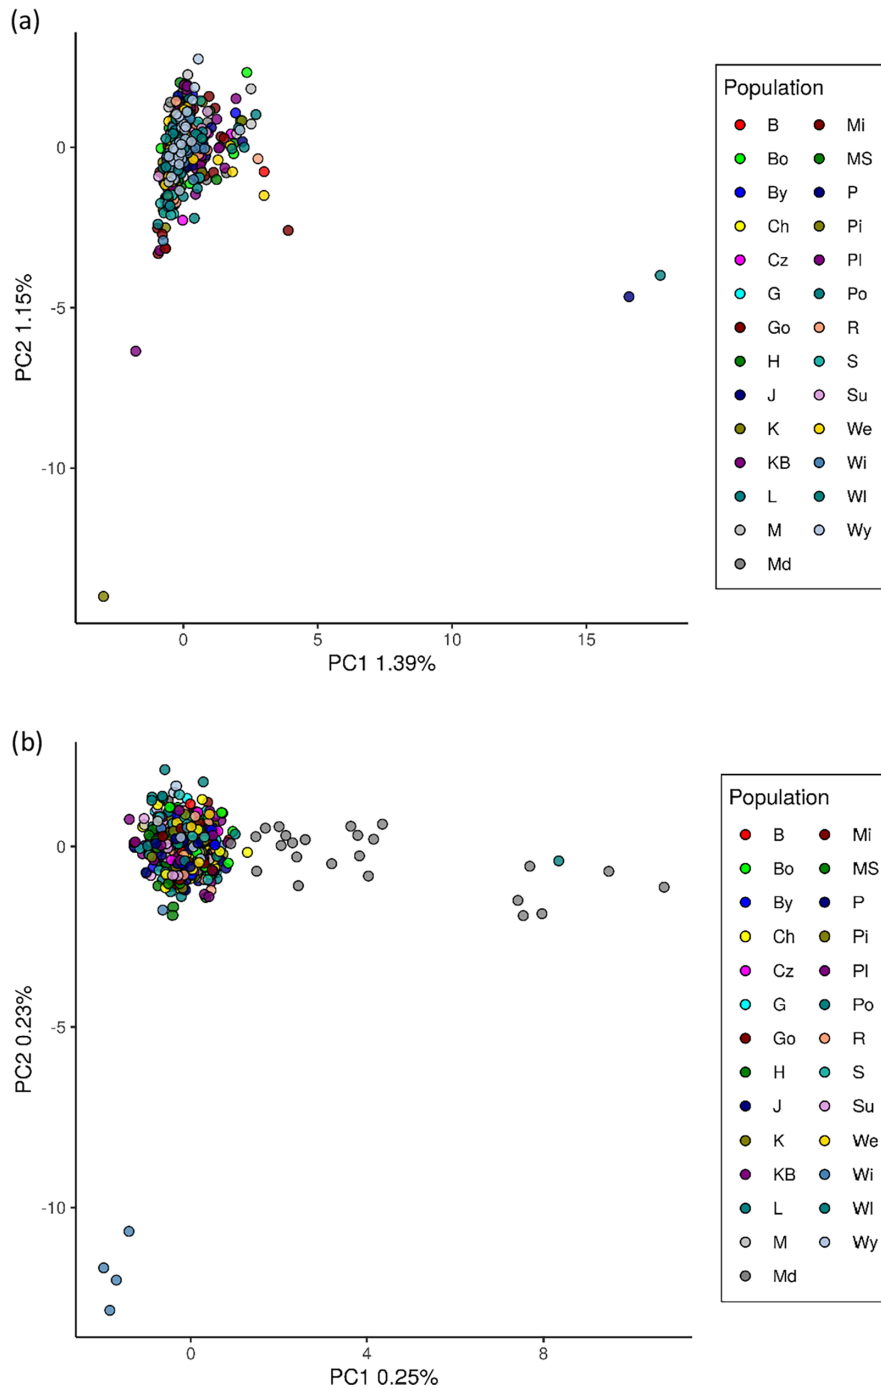 (a)
0
-5
-10
PC2 1.15%
0 5 10 15
PC1 1.39%
Population
B Mi
Bo MS
By P
Ch Pi
Cz Pl
G Po
Go R
H S
J Su
K We
KB Wi
L Wl
M Wy
Md
(b)
0
-5
-10
PC2 0.23%
0 4 8
PC1 0.25%
Population
B Mi
Bo MS
By P
Ch Pi
Cz Pl
G Po
Go R
H S
J Su
K We
KB Wi
L Wl
M Wy
Md